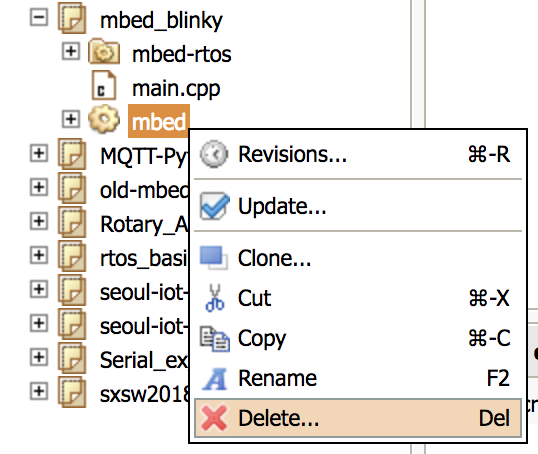 mbed_blinky
mbed-rtos
main.cpp
mbed
MQTT-Py
old-mbed
Rotary_A
rtos_basi
seoul-iot-
seoul-iot-
Serial_ex
sxsw2018
Revisions... ⌘-R
Update...
Clone...
Cut ⌘-X
Copy ⌘-C
Rename F2
Delete... Del